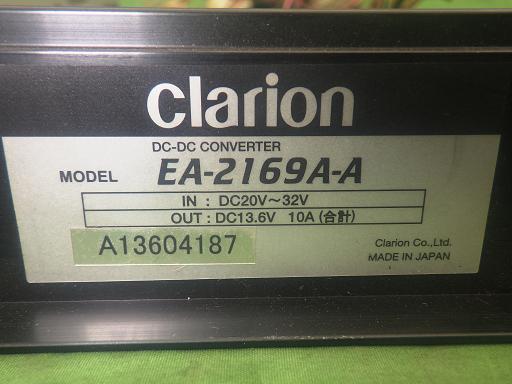 clarion
DC-DC CONVERTER
MODEL EA-2169A-A
IN : DC20V～32V
OUT : DC13.6V 10A (合計)
A13604187
Clarion Co.,Ltd.
MADE IN JAPAN